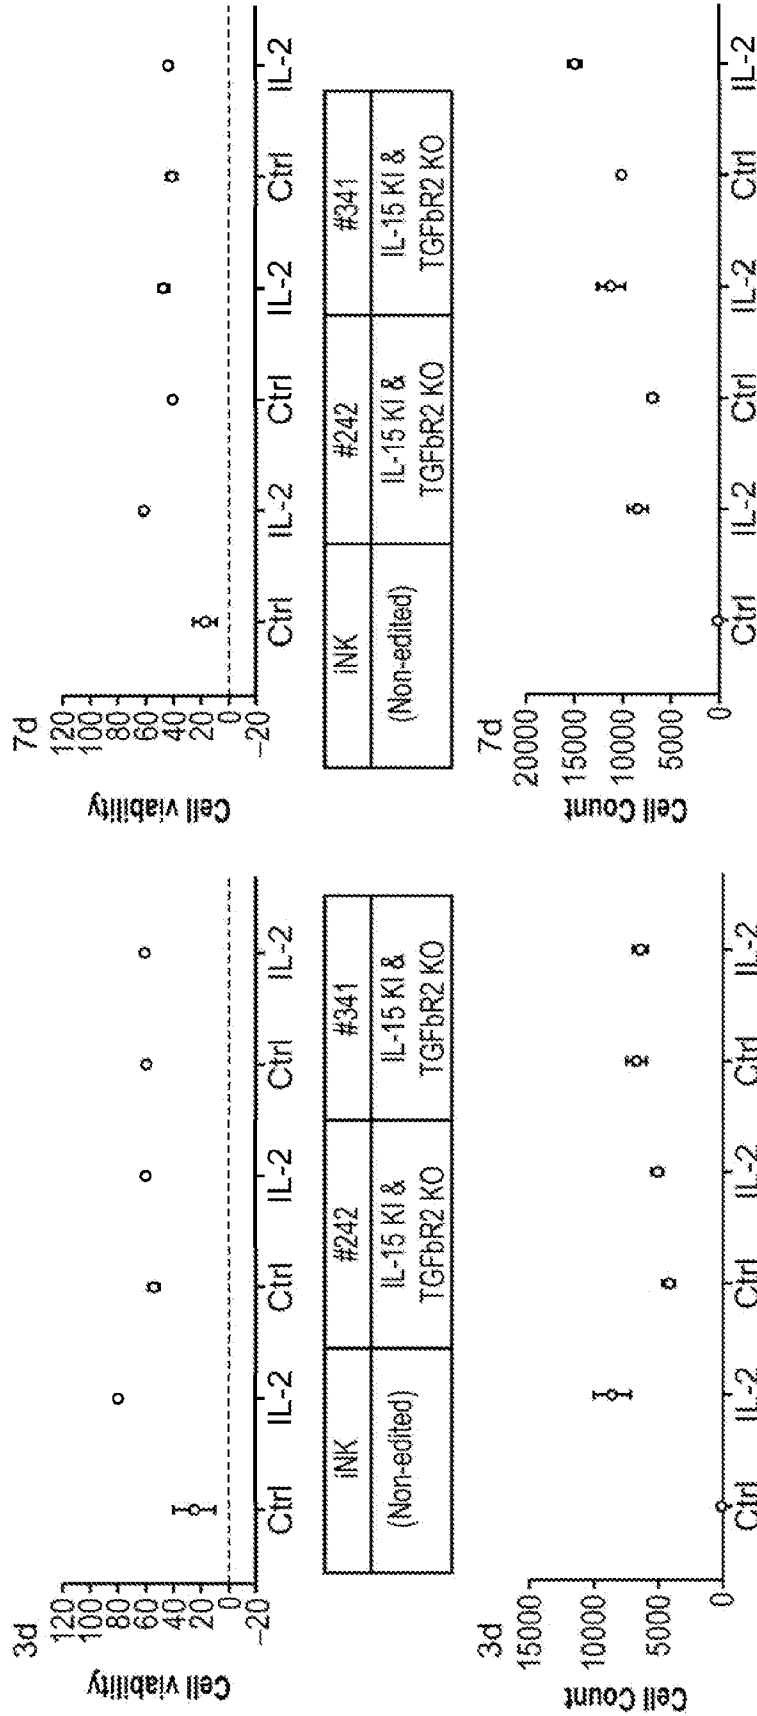 3d
Cell viability
120
100
80
60
40
20
0
-20
Ctrl IL-2 Ctrl IL-2 Ctrl IL-2
iNK #242 #341
(Non-edited) IL-15 KI & IL-15 KI &
TGFbR2 KO TGFbR2 KO
3d
Cell Count
15000
10000
5000
0
Ctrl IL-2 Ctrl IL-2 Ctrl IL-2
7d
Cell viability
120
100
80
60
40
20
0
-20
Ctrl IL-2 Ctrl IL-2 Ctrl IL-2
iNK #242 #341
(Non-edited) IL-15 KI & IL-15 KI &
TGFbR2 KO TGFbR2 KO
7d
Cell Count
20000
15000
10000
5000
0
Ctrl IL-2 Ctrl IL-2 Ctrl IL-2